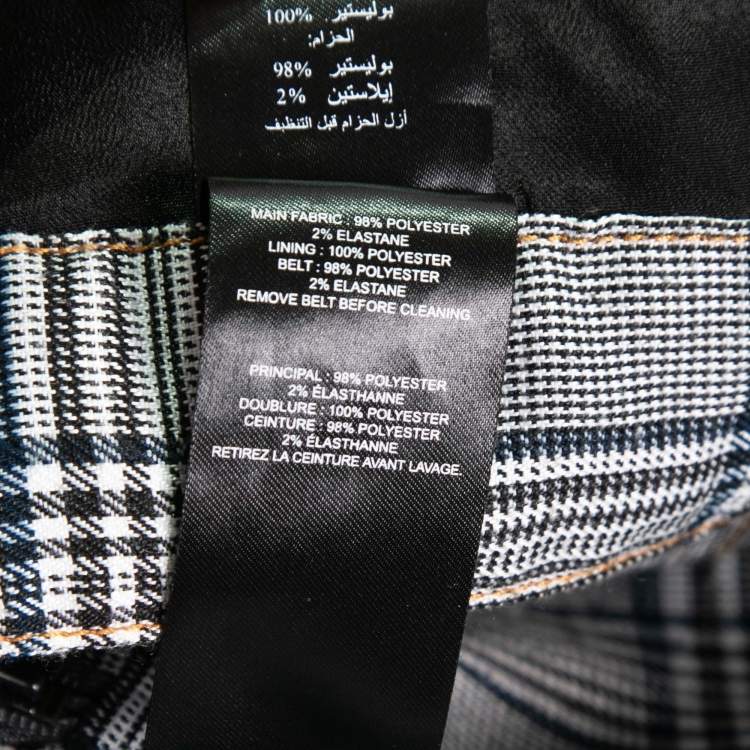 بوليستير 100%
الحزام:
بوليستير 98%
إيلاستين 2%
أزل الحزام قبل التنظيف
MAIN FABRIC : 98% POLYESTER
2% ELASTANE
LINING : 100% POLYESTER
BELT : 98% POLYESTER
2% ELASTANE
REMOVE BELT BEFORE CLEANING
PRINCIPAL : 98% POLYESTER
2% ÉLASTHANNE
DOUBLURE : 100% POLYESTER
CEINTURE : 98% POLYESTER
2% ÉLASTHANNE
RETIREZ LA CEINTURE AVANT LAVAGE.